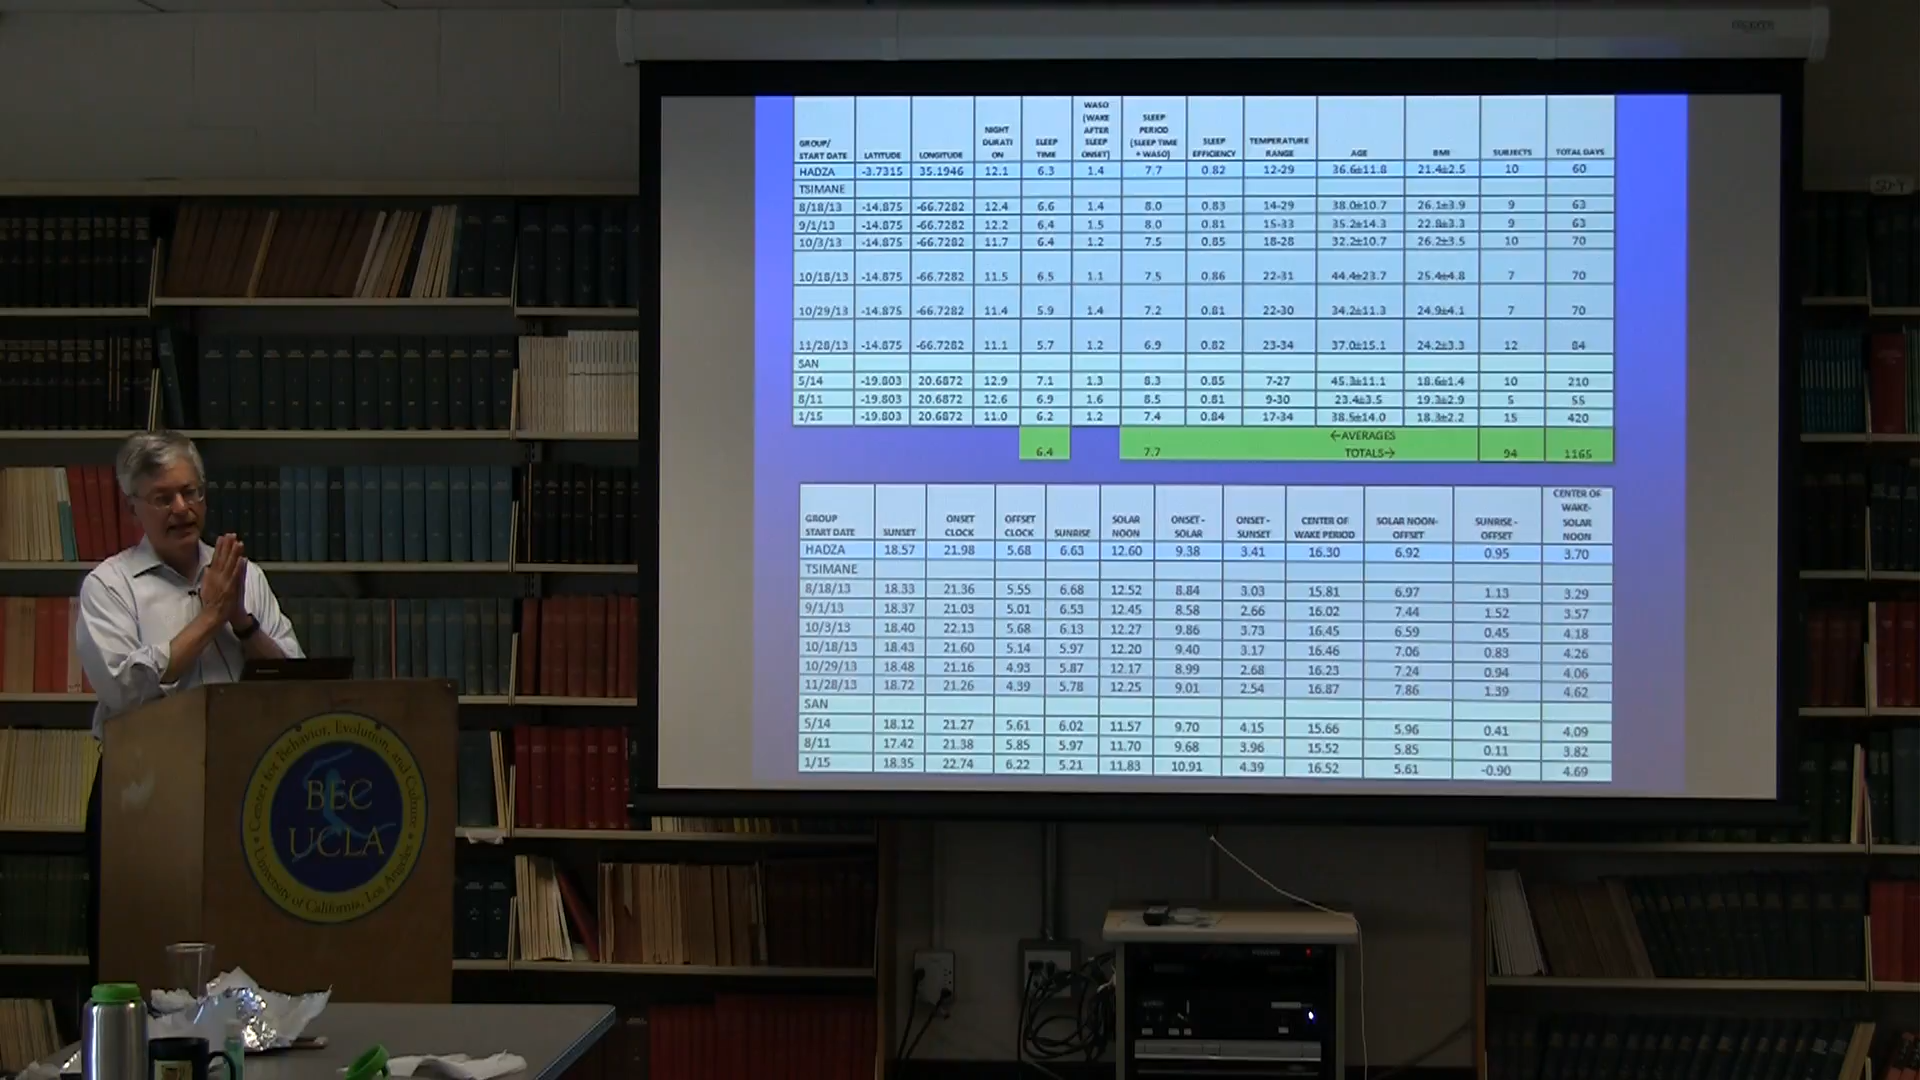 GROUP/ START DATE LATITUDE LONGITUDE NIGHT DURATI ON SLEEP TIME WASO (WAKE AFTER SLEEP ONSET) SLEEP PERIOD (SLEEP TIME + WASO) SLEEP EFFICIENCY TEMPERATURE RANGE AGE BMI SUBJECTS TOTAL DAYS
HADZA -3.7315 35.1946 12.1 6.3 1.4 7.7 0.82 12-29 36.6±11.8 21.4±2.5 10 60
TSIMANE
8/18/13 -14.875 -66.7282 12.4 6.6 1.4 8.0 0.83 14-29 38.0±10.7 26.1±3.9 9 63
9/1/13 -14.875 -66.7282 12.2 6.4 1.5 8.0 0.81 15-33 35.2±14.3 22.8±3.3 9 63
10/3/13 -14.875 -66.7282 11.7 6.4 1.2 7.5 0.85 18-28 32.2±10.7 26.2±3.5 10 70
10/18/13 -14.875 -66.7282 11.5 6.5 1.1 7.5 0.86 22-31 44.4±23.7 25.4±4.8 7 70
10/29/13 -14.875 -66.7282 11.4 5.9 1.4 7.2 0.81 22-30 34.2±11.3 24.9±4.1 7 70
11/28/13 -14.875 -66.7282 11.1 5.7 1.2 6.9 0.82 23-34 37.0±15.1 24.2±3.3 12 84
SAN
5/14 -19.803 20.6872 12.9 7.1 1.3 8.3 0.85 7-27 45.3±11.1 18.6±1.4 10 210
8/11 -19.803 20.6872 12.6 6.9 1.6 8.5 0.81 9-30 23.4±3.5 19.3±2.9 5 55
1/15 -19.803 20.6872 11.0 6.2 1.2 7.4 0.84 17-34 38.5±14.0 18.3±2.2 15 420
←AVERAGES
6.4 7.7 TOTALS→ 94 1165
GROUP START DATE SUNSET ONSET CLOCK OFFSET CLOCK SUNRISE SOLAR NOON ONSET - SOLAR ONSET - SUNSET CENTER OF WAKE PERIOD SOLAR NOON- OFFSET SUNRISE - OFFSET CENTER OF WAKE- SOLAR NOON
HADZA 18.57 21.98 5.68 6.63 12.60 9.38 3.41 16.30 6.92 0.95 3.70
TSIMANE
8/18/13 18.33 21.36 5.55 6.68 12.52 8.84 3.03 15.81 6.97 1.13 3.29
9/1/13 18.37 21.03 5.01 6.53 12.45 8.58 2.66 16.02 7.44 1.52 3.57
10/3/13 18.40 22.13 5.68 6.13 12.27 9.86 3.73 16.45 6.59 0.45 4.18
10/18/13 18.43 21.60 5.14 5.97 12.20 9.40 3.17 16.46 7.06 0.83 4.26
10/29/13 18.48 21.16 4.93 5.87 12.17 8.99 2.68 16.23 7.24 0.94 4.06
11/28/13 18.72 21.26 4.39 5.78 12.25 9.01 2.54 16.87 7.86 1.39 4.62
SAN
5/14 18.12 21.27 5.61 6.02 11.57 9.70 4.15 15.66 5.96 0.41 4.09
8/11 17.42 21.38 5.85 5.97 11.70 9.68 3.96 15.52 5.85 0.11 3.82
1/15 18.35 22.74 6.22 5.21 11.83 10.91 4.39 16.52 5.61 -0.90 4.69
Center for Behavior, Evolution, and Culture
BEC
UCLA
University of California, Los Angeles